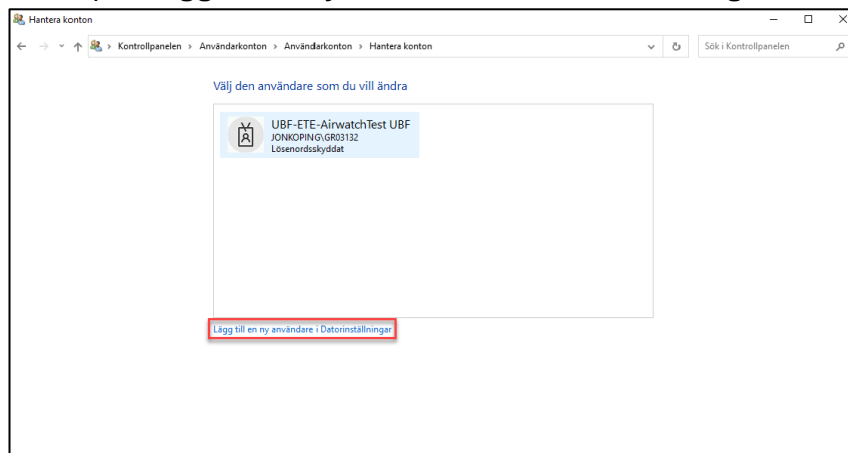 Hantera konton
Kontrollpanelen > Användarkonton > Användarkonton > Hantera konton
Sök i Kontrollpanelen
Välj den användare som du vill ändra
UBF-ETE-AirwatchTest UBF
JONKOPING\GR03132
Lösenordsskyddat
Lägg till en ny användare i Datorinställningar